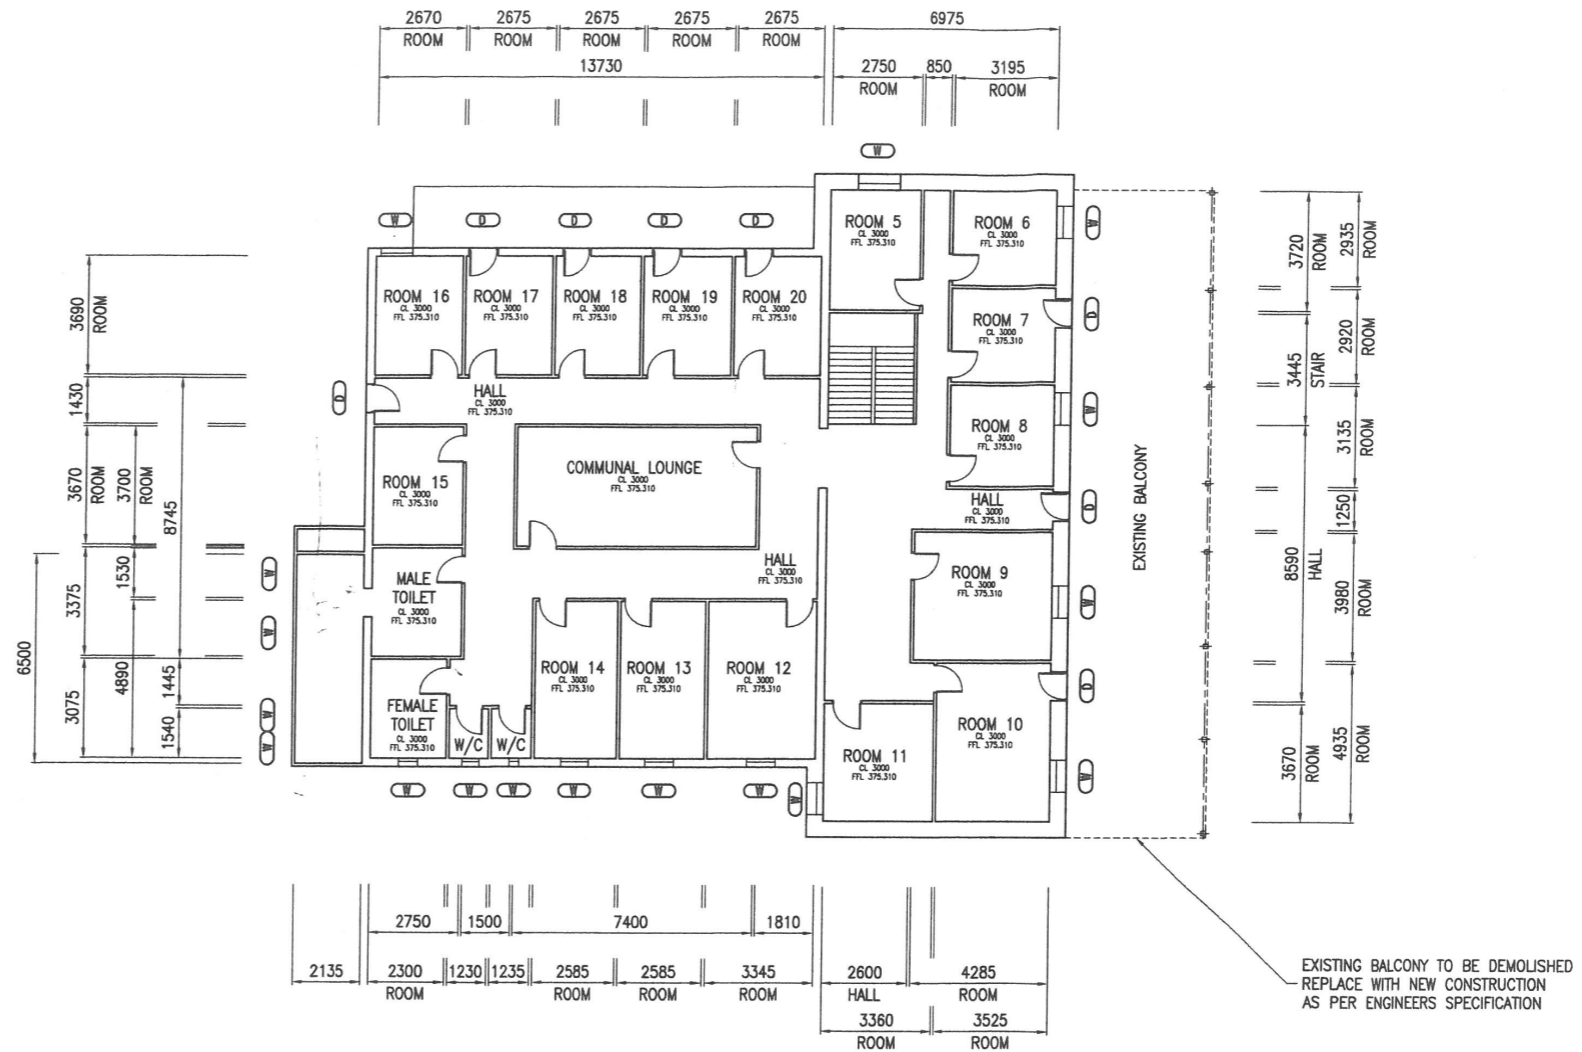 2670 2675 2675 2675 2675 6975
ROOM ROOM ROOM ROOM ROOM
13730 2750 850 3195
ROOM ROOM
W
W D D D D
ROOM 5
CL 3000
FFL 375.310
ROOM 6
CL 3000
FFL 375.310
W
ROOM 16
CL 3000
FFL 375.310
ROOM 17
CL 3000
FFL 375.310
ROOM 18
CL 3000
FFL 375.310
ROOM 19
CL 3000
FFL 375.310
ROOM 20
CL 3000
FFL 375.310
ROOM 7
CL 3000
FFL 375.310
D
D
HALL
CL 3000
FFL 375.310
ROOM 8
CL 3000
FFL 375.310
W
ROOM 15
CL 3000
FFL 375.310
COMMUNAL LOUNGE
CL 3000
FFL 375.310
HALL
CL 3000
FFL 375.310
D
EXISTING BALCONY
MALE
TOILET
CL 3000
FFL 375.310
W
W
HALL
CL 3000
FFL 375.310
ROOM 9
CL 3000
FFL 375.310
W
ROOM 14
CL 3000
FFL 375.310
ROOM 13
CL 3000
FFL 375.310
ROOM 12
CL 3000
FFL 375.310
D
FEMALE
TOILET
CL 3000
FFL 375.310
W
W
W/C W/C
ROOM 11
CL 3000
FFL 375.310
ROOM 10
CL 3000
FFL 375.310
W
W W W W W W W
3690
ROOM
1430
3670
ROOM
3700
ROOM
8745
3375
1530
6500
3075
4890
1445
1540
3720
ROOM
2935
ROOM
3445
STAIR
2920
ROOM
3135
ROOM
8590
HALL
1250
3980
ROOM
3670
ROOM
4935
ROOM
2750 1500 7400 1810
2135 2300 1230 1235 2585 2585 3345 2600 4285
ROOM ROOM ROOM ROOM HALL ROOM
3360 3525
ROOM ROOM
EXISTING BALCONY TO BE DEMOLISHED
REPLACE WITH NEW CONSTRUCTION
AS PER ENGINEERS SPECIFICATION